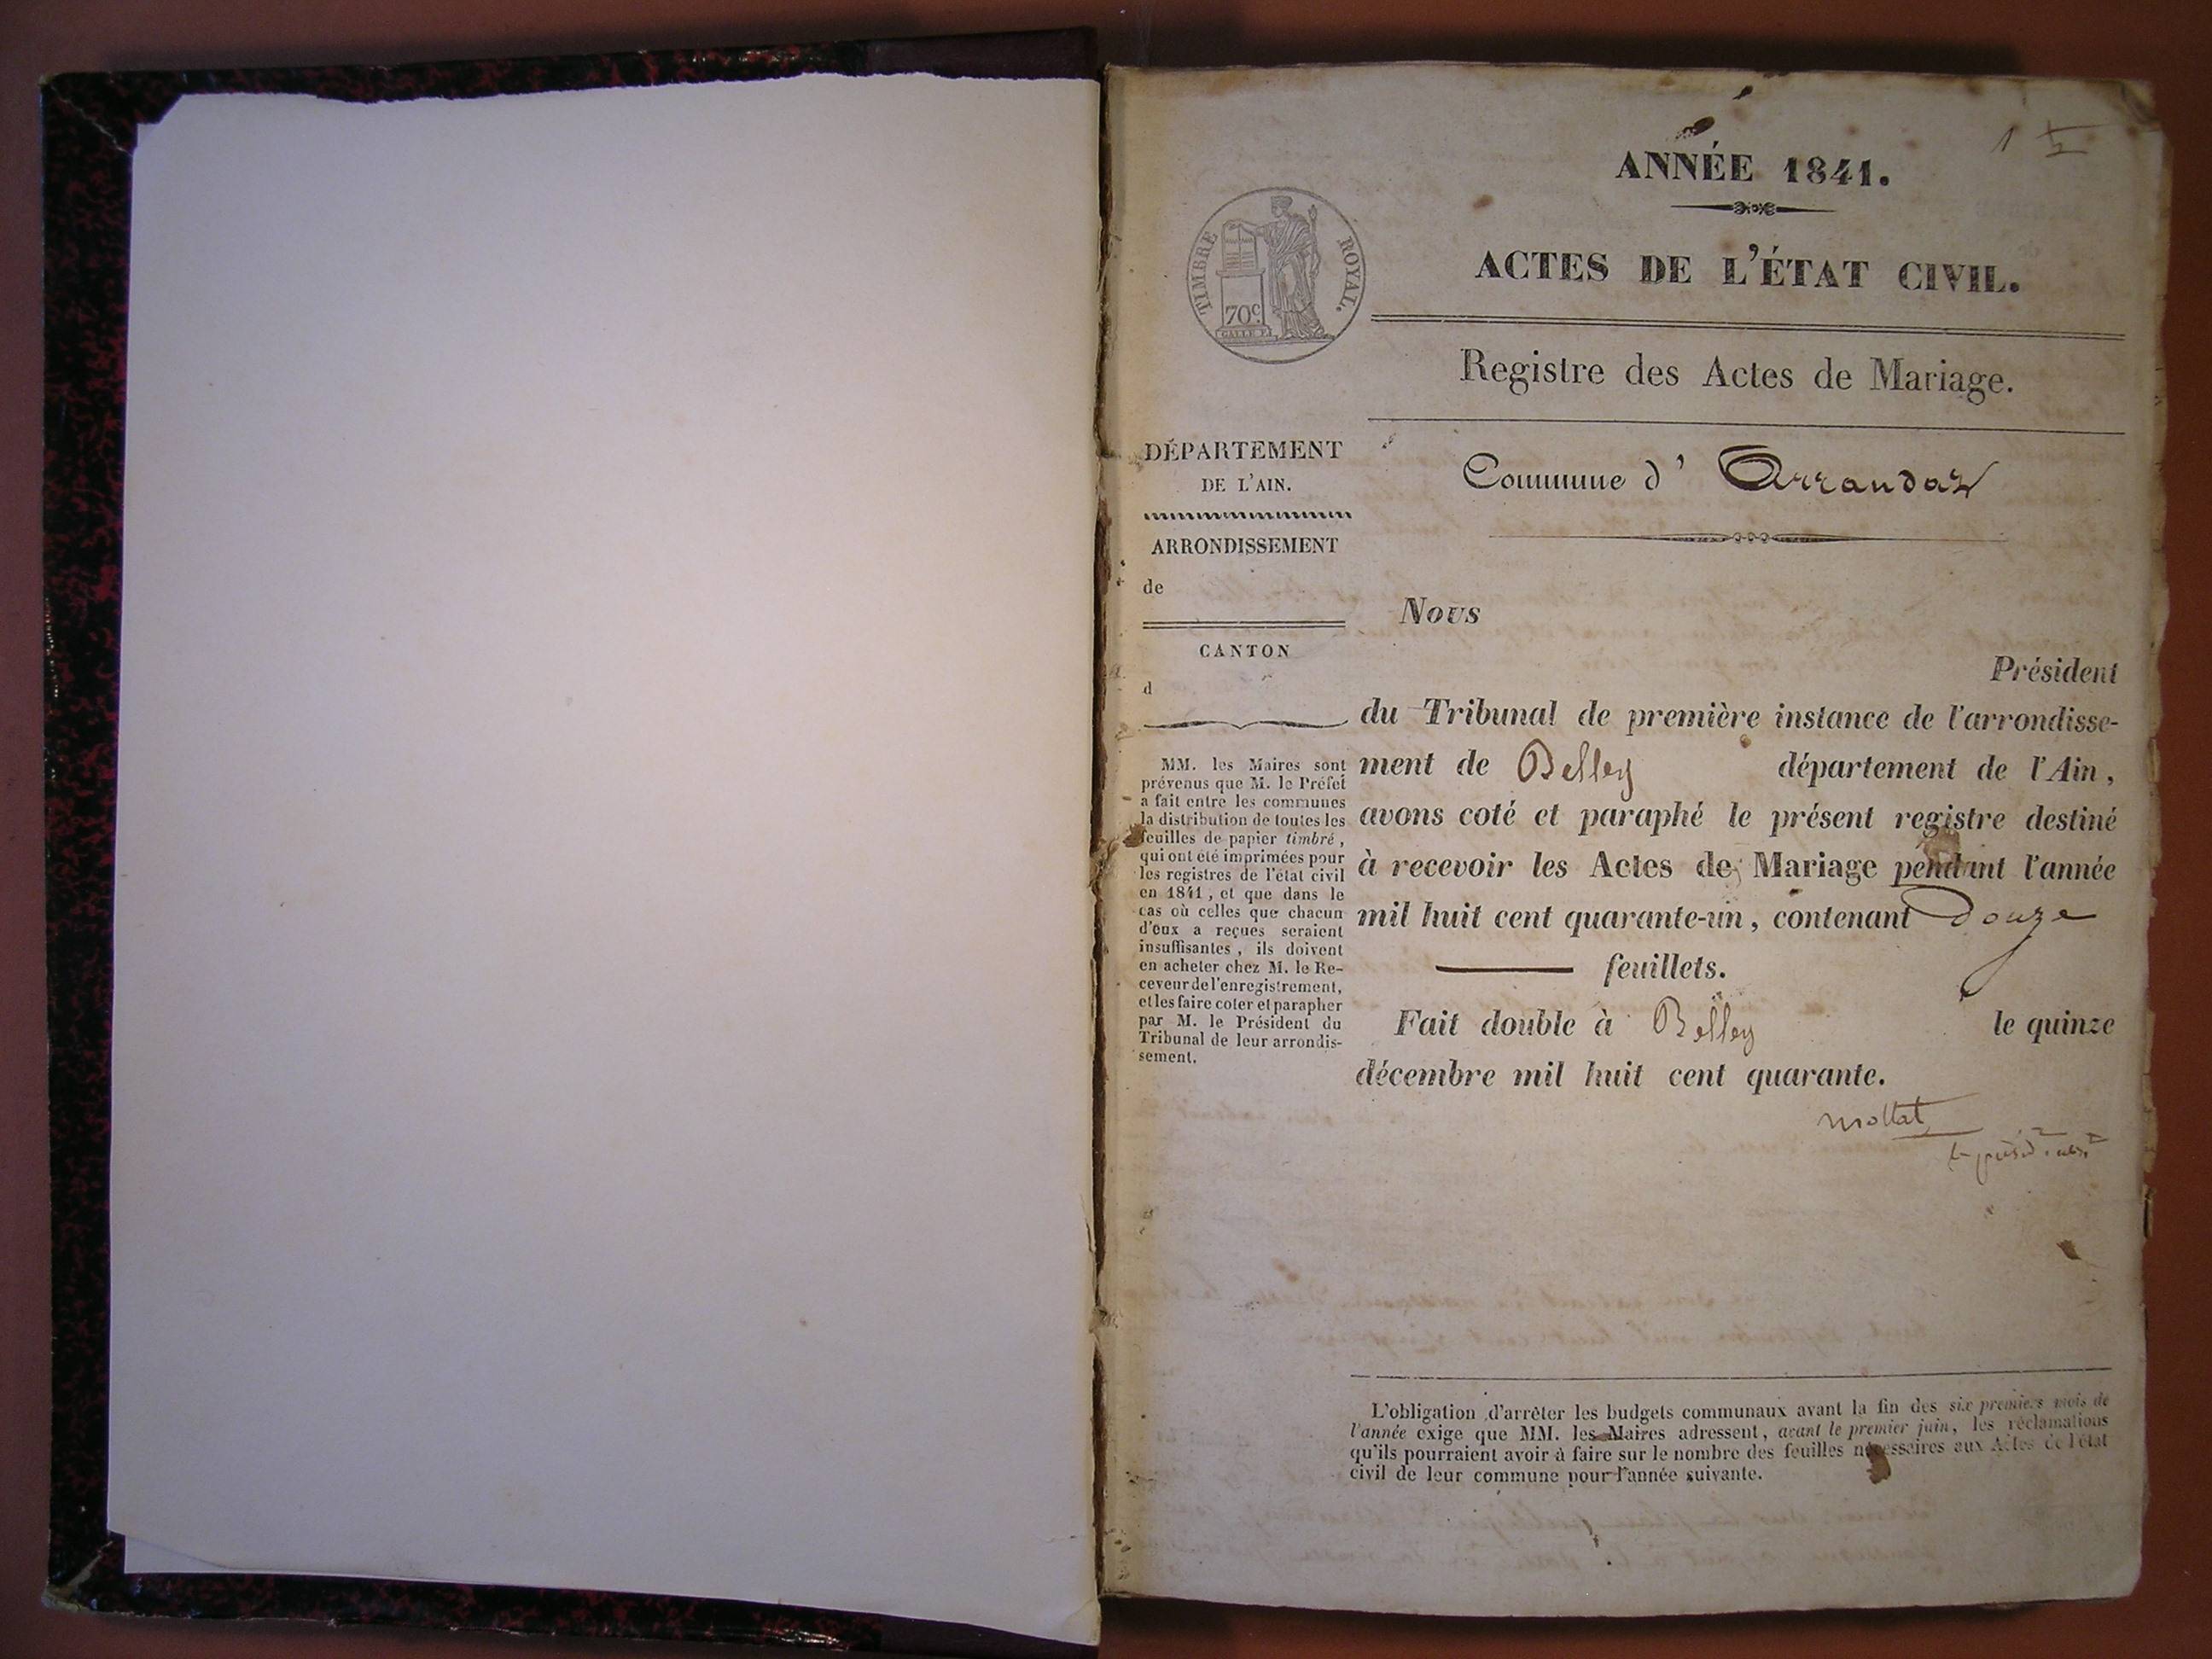 1
ANNÉE 1841.
ACTES DE L'ÉTAT CIVIL.
TIMBRE ROYAL.
70c.
GALLE F.
Registre des Actes de Mariage.
Commune d' Arrandaz
DÉPARTEMENT
DE L'AIN.
ARRONDISSEMENT
de
CANTON
d
MM. les Maires sont
prévenus que M. le Préfet
a fait entre les communes
la distribution de toutes les
feuilles de papier timbré,
qui ont été imprimées pour
les registres de l'état civil
en 1841, et que dans le
cas où celles que chacun
d'eux a reçues seraient
insuffisantes, ils doivent
en acheter chez M. le Re-
ceveur de l'enregistrement,
et les faire coter et parapher
par M. le Président du
Tribunal de leur arrondis-
sement.
Nous
Président
du Tribunal de première instance de l'arrondisse-
ment de Belley département de l'Ain,
avons coté et paraphé le présent registre destiné
à recevoir les Actes de Mariage pendant l'année
mil huit cent quarante-un, contenant Douze
feuillets.
Fait double à Belley le quinze
décembre mil huit cent quarante.
Mollat
L'obligation d'arrêter les budgets communaux avant la fin des six premiers mois de
l'année exige que MM. les Maires adressent, avant le premier juin, les réclamations
qu'ils pourraient avoir à faire sur le nombre des feuilles nécessaires aux Actes de l'état
civil de leur commune pour l'année suivante.